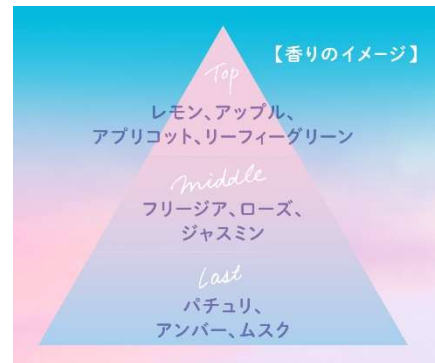 【香りのイメージ】
Top
レモン、アップル、
アプリコット、リーフィーグリーン
middle
フリージア、ローズ、
ジャスミン
Last
パチュリ、
アンバー、ムスク